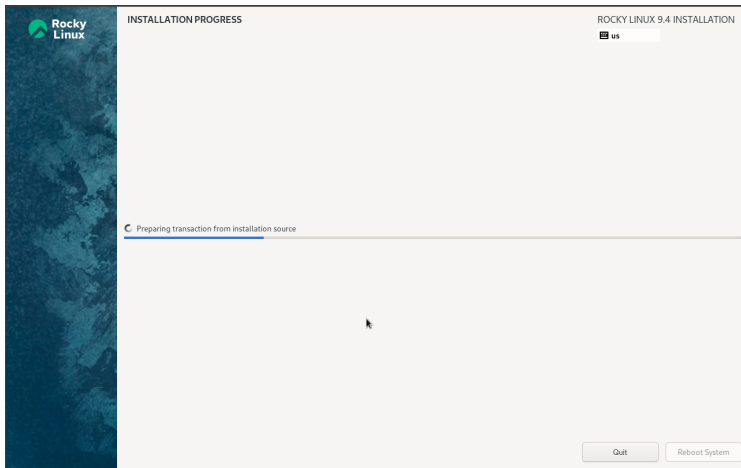 Rocky
Linux
INSTALLATION PROGRESS
ROCKY LINUX 9.4 INSTALLATION
us
Preparing transaction from installation source
Quit
Reboot System